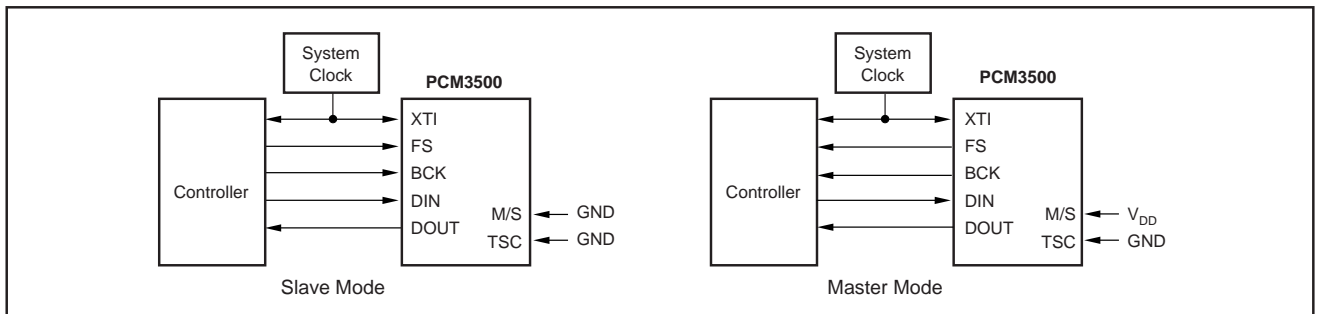 System
Clock
PCM3500
XTI
FS
BCK
Controller
DIN
DOUT
M/S
GND
TSC
GND
Slave Mode
System
Clock
PCM3500
XTI
FS
BCK
Controller
DIN
DOUT
M/S
VDD
TSC
GND
Master Mode